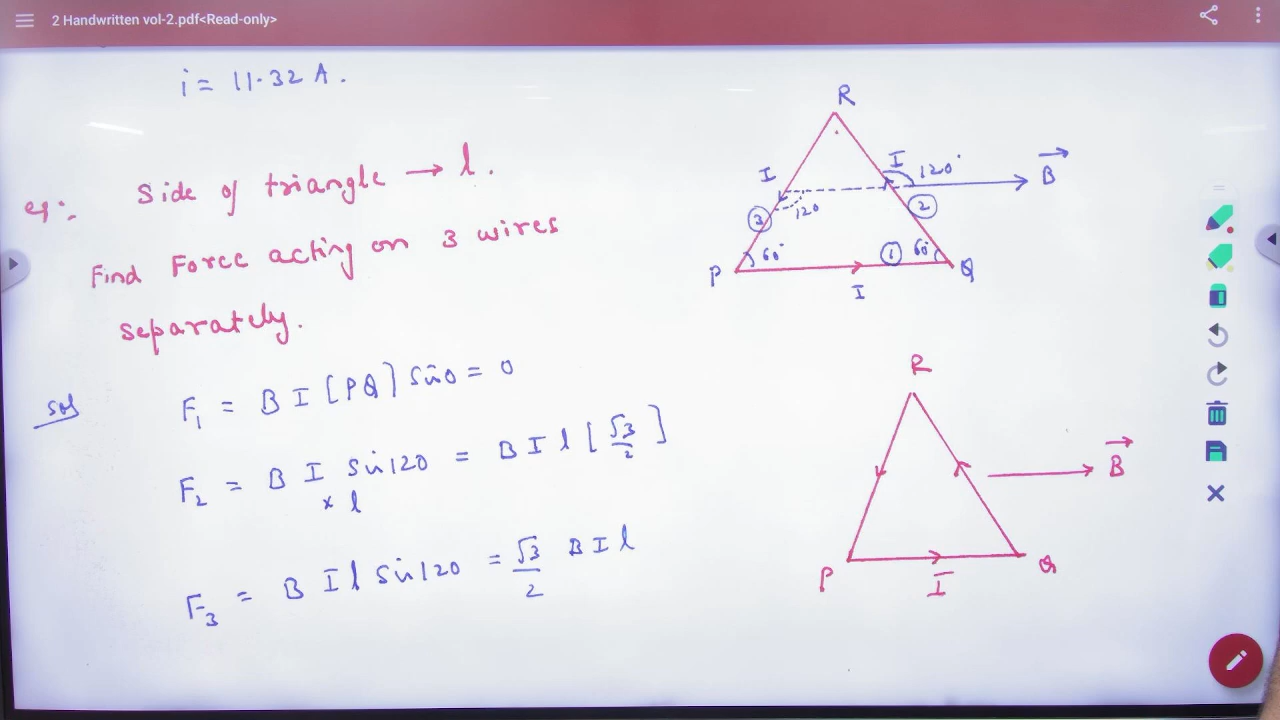 2 Handwritten vol-2.pdf<Read-only>
i = 11.32 A.
eg:- Side of triangle → l.
Find Force acting on 3 wires
separately.
Sol
F₁ = B I [PQ] Sin0 = 0
F₂ = B I Sin120 = B I l [√3/2]
× l
F₃ = B I l Sin120 = √3/2 B I l
R
I
I
120°
B⃗
3
120
2
60°
1
60°
P
I
Q
R
B⃗
P
I
Q